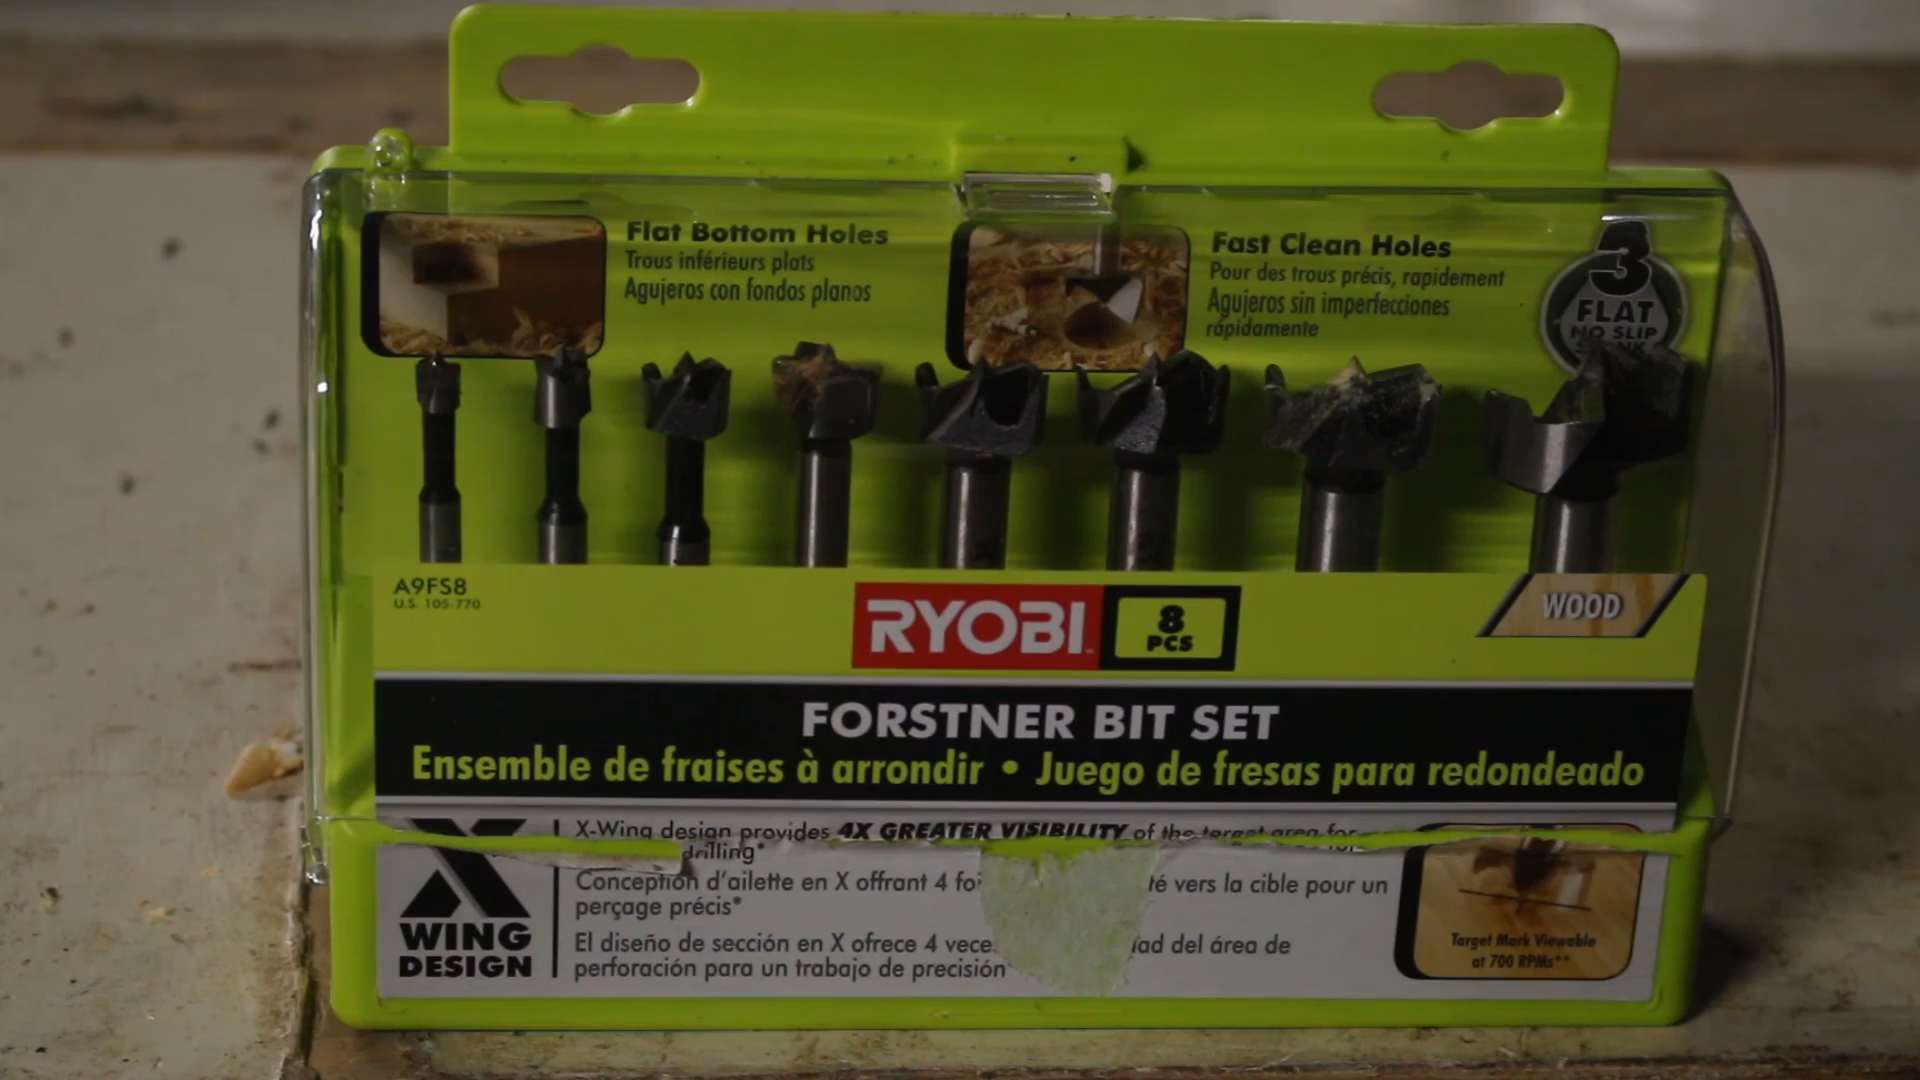 Flat Bottom Holes
Trous inférieurs plats
Agujeros con fondos planos
Fast Clean Holes
Pour des trous précis, rapidement
Agujeros sin imperfecciones
rápidamente
3
FLAT
NO SLIP
A9FS8
U.S. 105-770
RYOBI
8
PCS
WOOD
FORSTNER BIT SET
Ensemble de fraises à arrondir • Juego de fresas para redondeado
X
WING
DESIGN
X-Wing design provides 4X GREATER VISIBILITY of the target area for
drilling*
Conception d'ailette en X offrant 4 té vers la cible pour un
perçage précis*
El diseño de sección en X ofrece 4 del área de
perforación para un trabajo de precisión
Target Mark Viewable
at 700 RPMs**